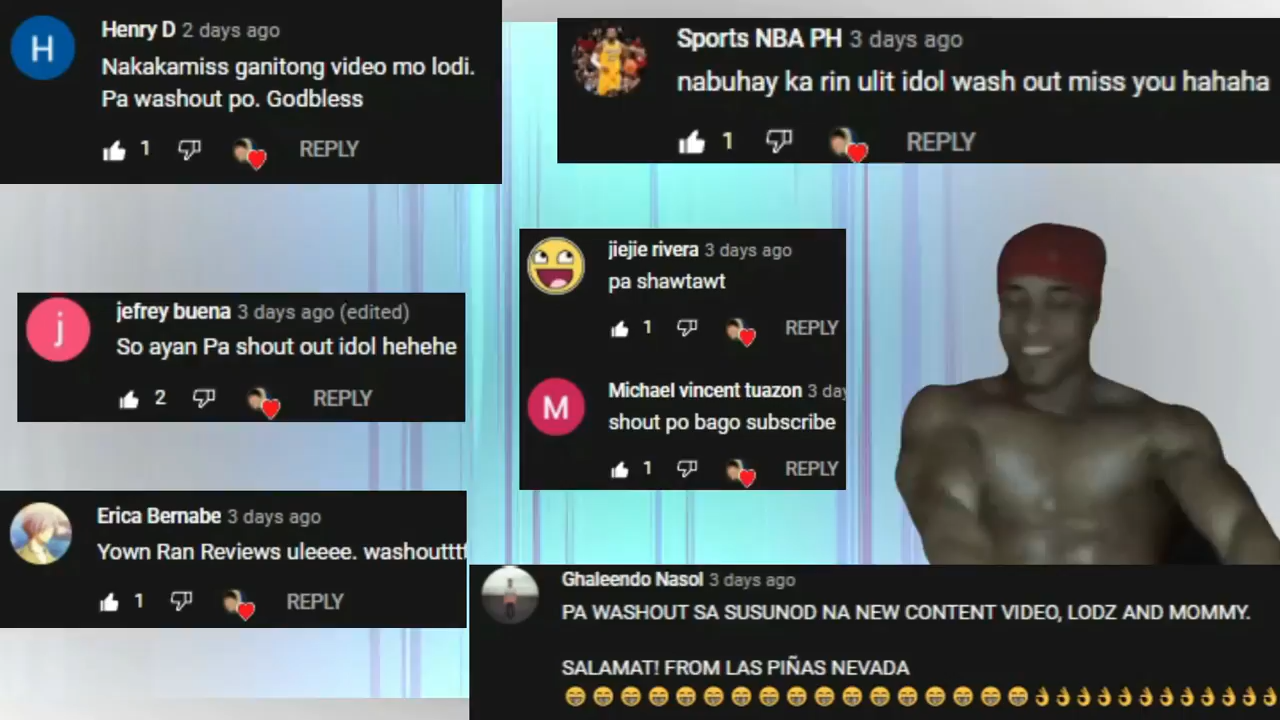 Henry D 2 days ago
Nakakamiss ganitong video mo lodi.
Pa washout po. Godbless
1 REPLY
Sports NBA PH 3 days ago
nabuhay ka rin ulit idol wash out miss you hahaha
1 REPLY
jiejie rivera 3 days ago
pa shawtawt
1 REPLY
j
jefrey buena 3 days ago (edited)
So ayan Pa shout out idol hehehe
2 REPLY
M
Michael vincent tuazon 3 day
shout po bago subscribe
1 REPLY
Erica Bernabe 3 days ago
Yown Ran Reviews uleeee. washoutttt
1 REPLY
Ghaleendo Nasol 3 days ago
PA WASHOUT SA SUSUNOD NA NEW CONTENT VIDEO, LODZ AND MOMMY.
SALAMAT! FROM LAS PIÑAS NEVADA
😁😁😁😁😁😁😁😁😁😁😁😁😁😁😁😁😁👌👌👌👌👌👌👌👌👌👌👌👌